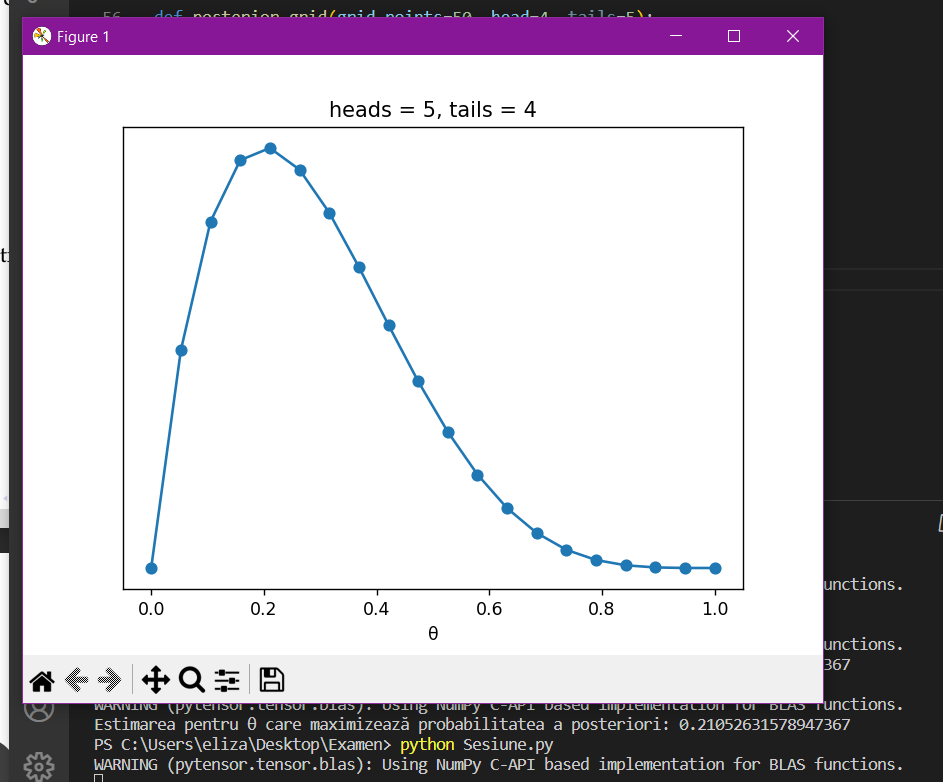 56 def posterior_grid(grid_points=50, head=4, tails=5):
Figure 1
heads = 5, tails = 4
0.0 0.2 0.4 0.6 0.8 1.0
θ
unctions.
unctions.
367
WARNING (pytensor.tensor.blas): Using NumPy C-API based implementation for BLAS functions.
Estimarea pentru θ care maximizează probabilitatea a posteriori: 0.21052631578947367
PS C:\Users\eliza\Desktop\Examen> python Sesiune.py
WARNING (pytensor.tensor.blas): Using NumPy C-API based implementation for BLAS functions.